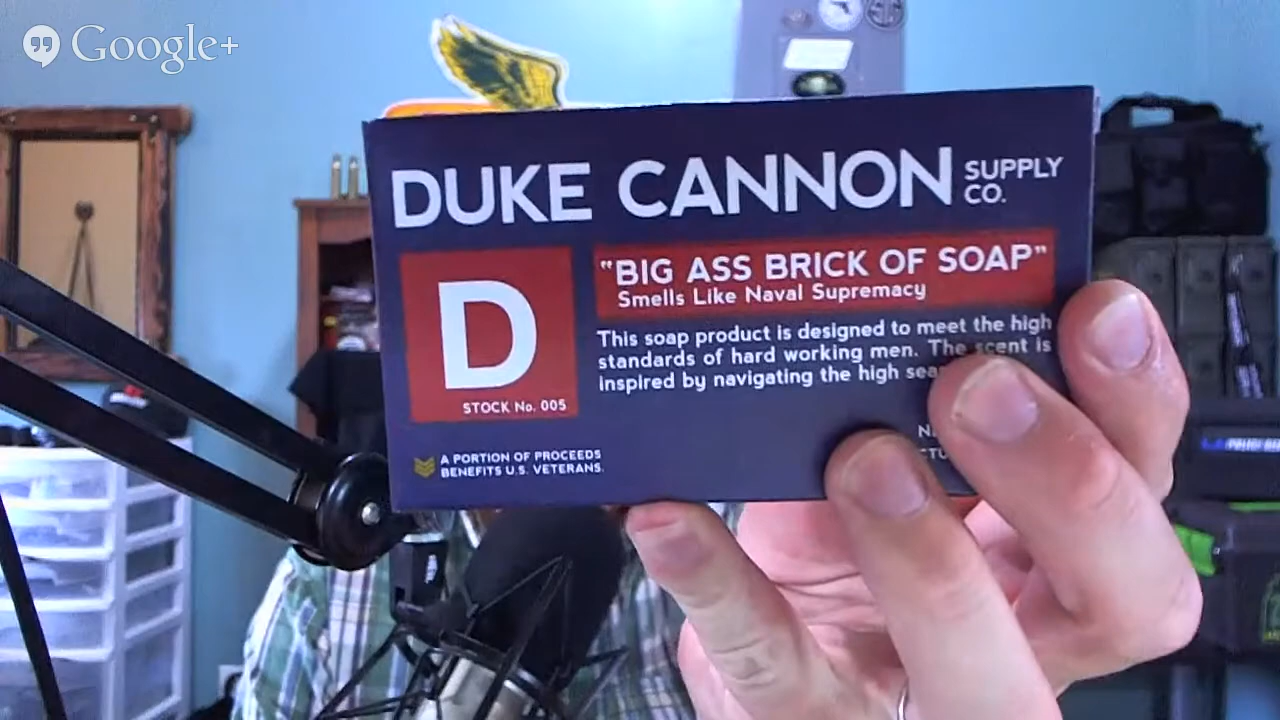 Google+
DUKE CANNON SUPPLY CO.
"BIG ASS BRICK OF SOAP"
Smells Like Naval Supremacy
This soap product is designed to meet the high
standards of hard working men. The scent is
inspired by navigating the high
D
STOCK No. 005
A PORTION OF PROCEEDS
BENEFITS U.S. VETERANS.